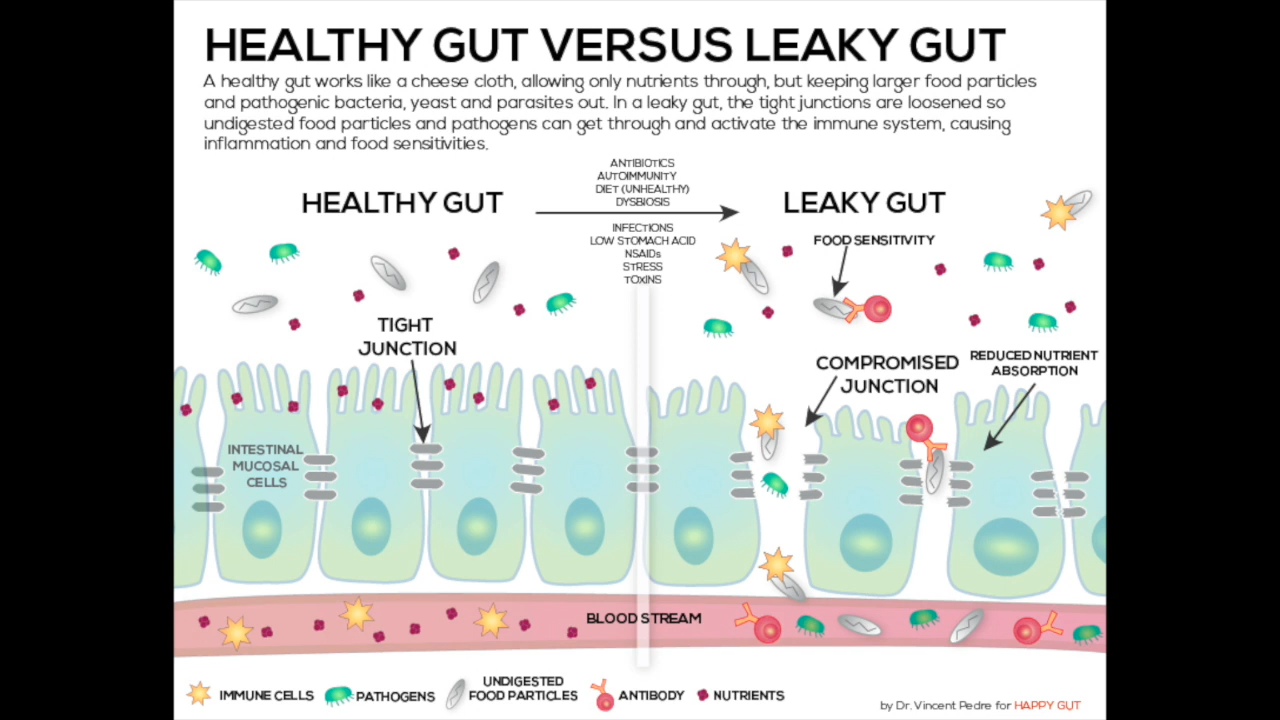 HEALTHY GUT VERSUS LEAKY GUT
A healthy gut works like a cheese cloth, allowing only nutrients through, but keeping larger food particles
and pathogenic bacteria, yeast and parasites out. In a leaky gut, the tight junctions are loosened so
undigested food particles and pathogens can get through and activate the immune system, causing
inflammation and food sensitivities.
HEALTHY GUT
ANTIBIOTICS
AUTOIMMUNITY
DIET (UNHEALTHY)
DYSBIOSIS
INFECTIONS
LOW STOMACH ACID
NSAIDs
STRESS
TOXINS
LEAKY GUT
FOOD SENSITIVITY
TIGHT
JUNCTION
COMPROMISED
JUNCTION
REDUCED NUTRIENT
ABSORPTION
INTESTINAL
MUCOSAL
CELLS
BLOOD STREAM
IMMUNE CELLS
PATHOGENS
UNDIGESTED
FOOD PARTICLES
ANTIBODY
NUTRIENTS
by Dr. Vincent Pedre for HAPPY GUT